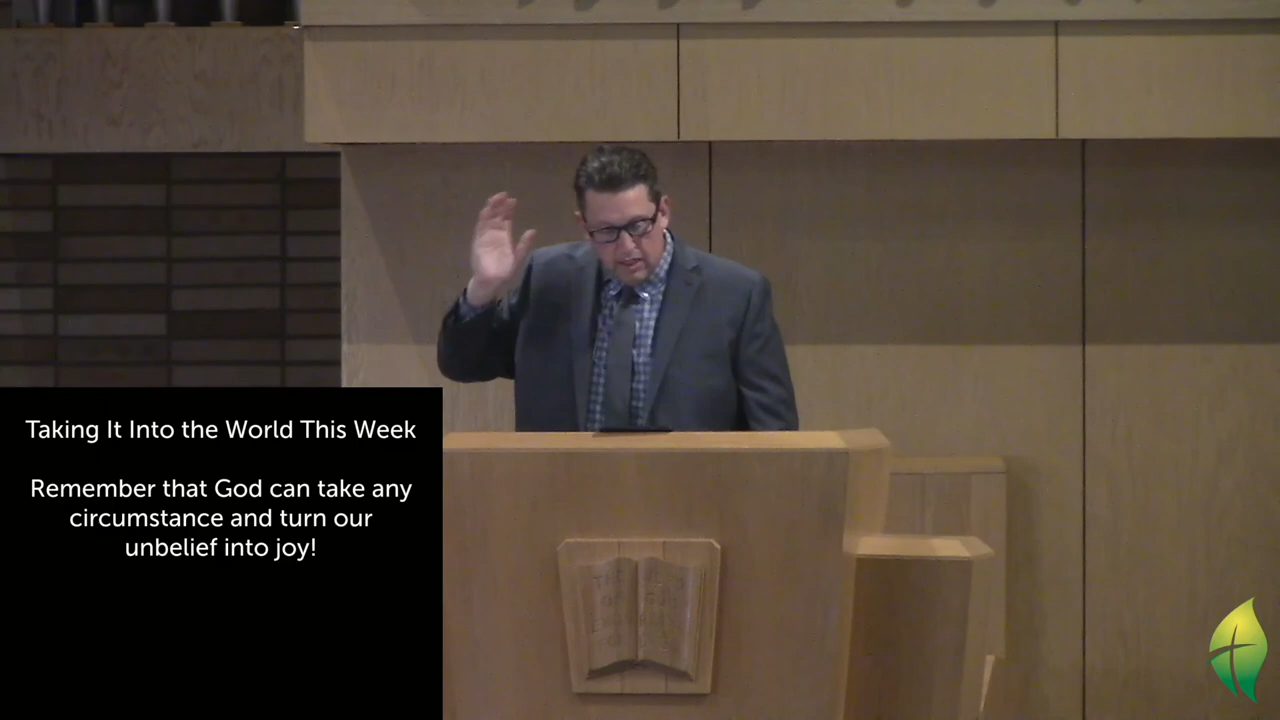 Taking It Into the World This Week
Remember that God can take any
circumstance and turn our
unbelief into joy!